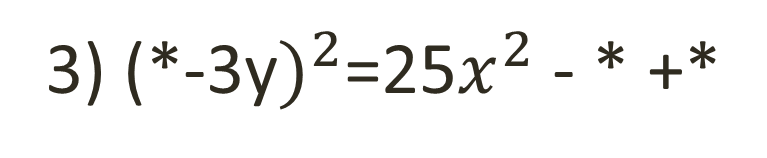 3) (*-3y)²=25x² - * +*